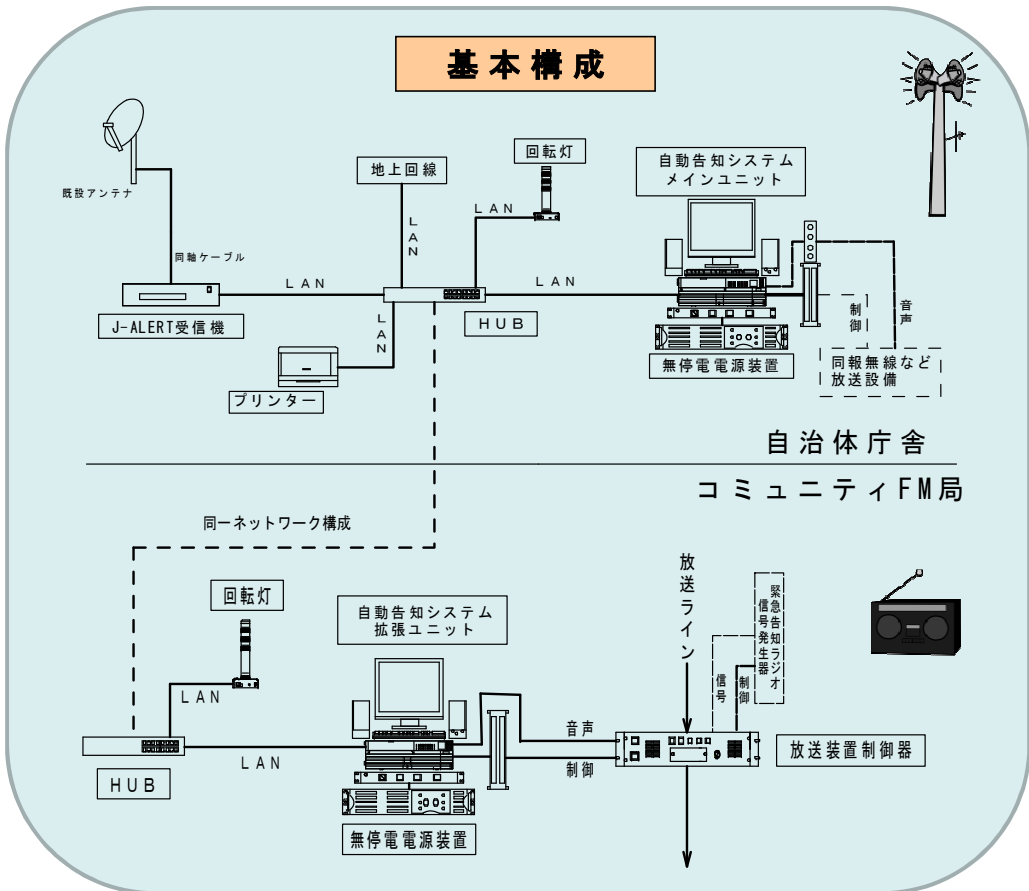 基本構成
既設アンテナ
同軸ケーブル
J-ALERT受信機
LAN
地上回線
LAN
LAN
プリンター
回転灯
LAN
HUB
LAN
自動告知システム
メインユニット
無停電電源装置
制御
音声
同報無線など
放送設備
自治体庁舎
コミュニティFM局
同一ネットワーク構成
回転灯
LAN
HUB
LAN
自動告知システム
拡張ユニット
無停電電源装置
音声
制御
放送ライン
信号
制御
緊急告知ラジオ
信号発生器
放送装置制御器